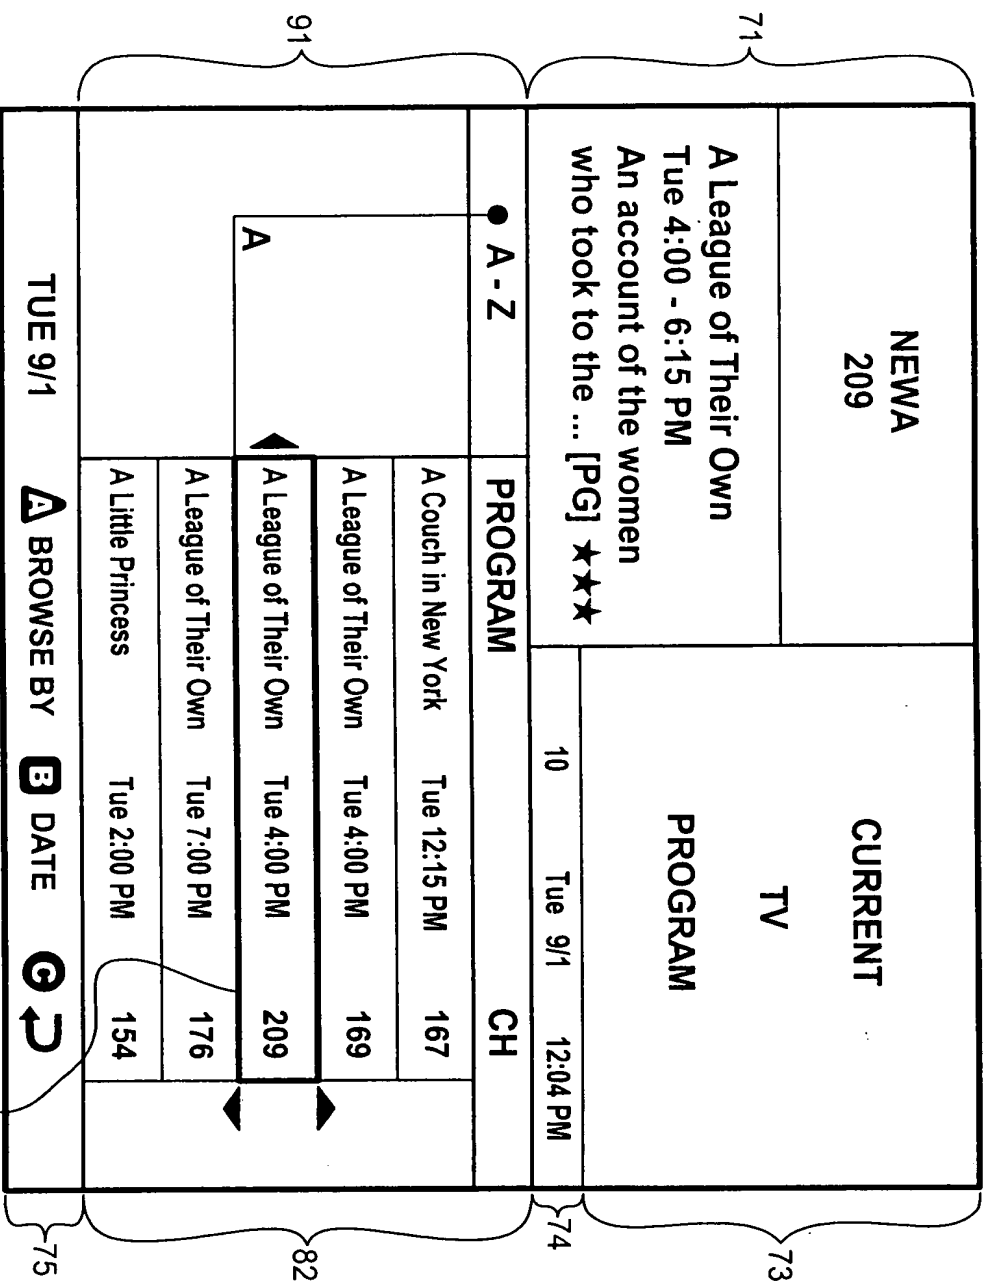 71
73
NEWA
209
A League of Their Own
Tue 4:00 - 6:15 PM
An account of the women
who took to the ... [PG] ★★★
CURRENT
TV
PROGRAM
10 Tue 9/1 12:04 PM
74
91
82
A - Z PROGRAM CH
A Couch in New York Tue 12:15 PM 167
A League of Their Own Tue 4:00 PM 169
A
A League of Their Own Tue 4:00 PM 209
A League of Their Own Tue 7:00 PM 176
A Little Princess Tue 2:00 PM 154
TUE 9/1 A BROWSE BY B DATE C
75